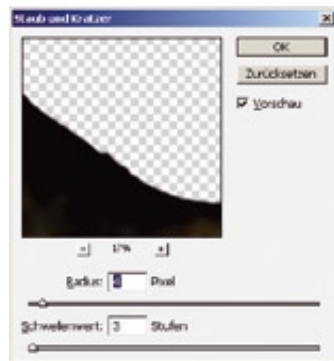 Staub und Kratzer
OK
Zurücksetzen
Vorschau
17%
Radius: Pixel
Schwellenwert: 3 Stufen